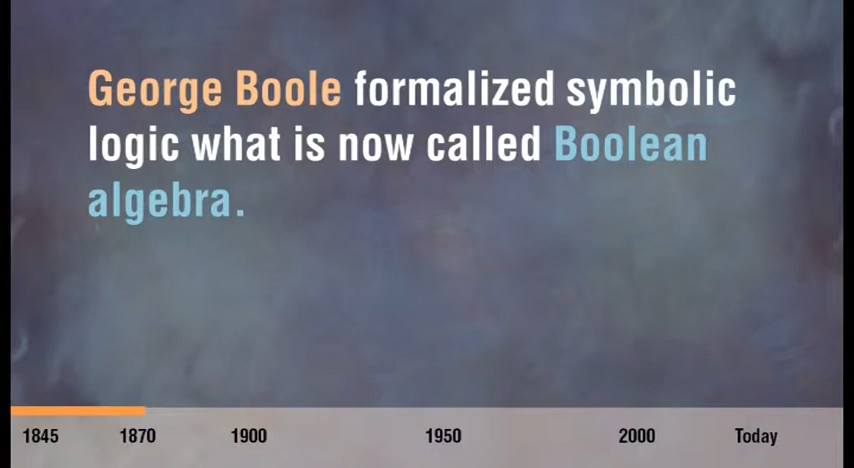 George Boole formalized symbolic
logic what is now called Boolean
algebra.
1845 1870 1900 1950 2000 Today